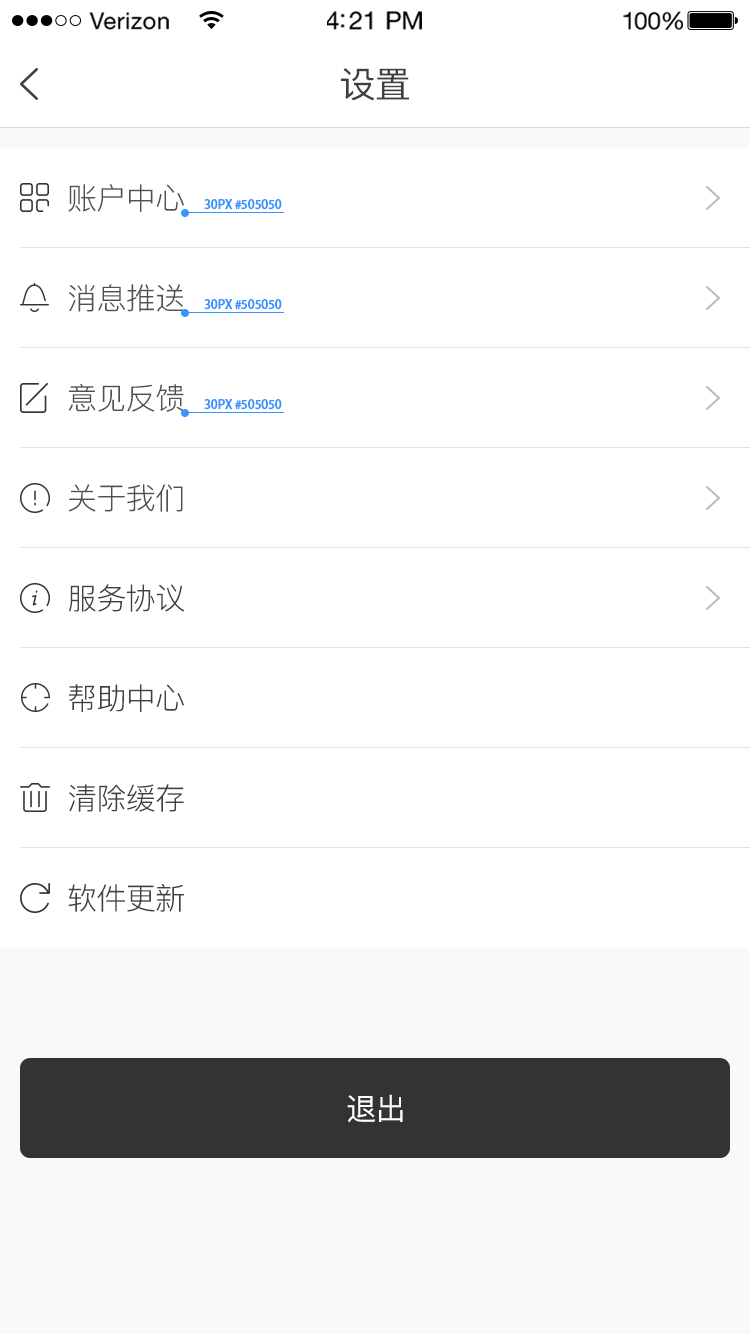 Verizon 4:21 PM 100%
设置
账户中心 30PX #505050
消息推送 30PX #505050
意见反馈 30PX #505050
关于我们
服务协议
帮助中心
清除缓存
软件更新
退出